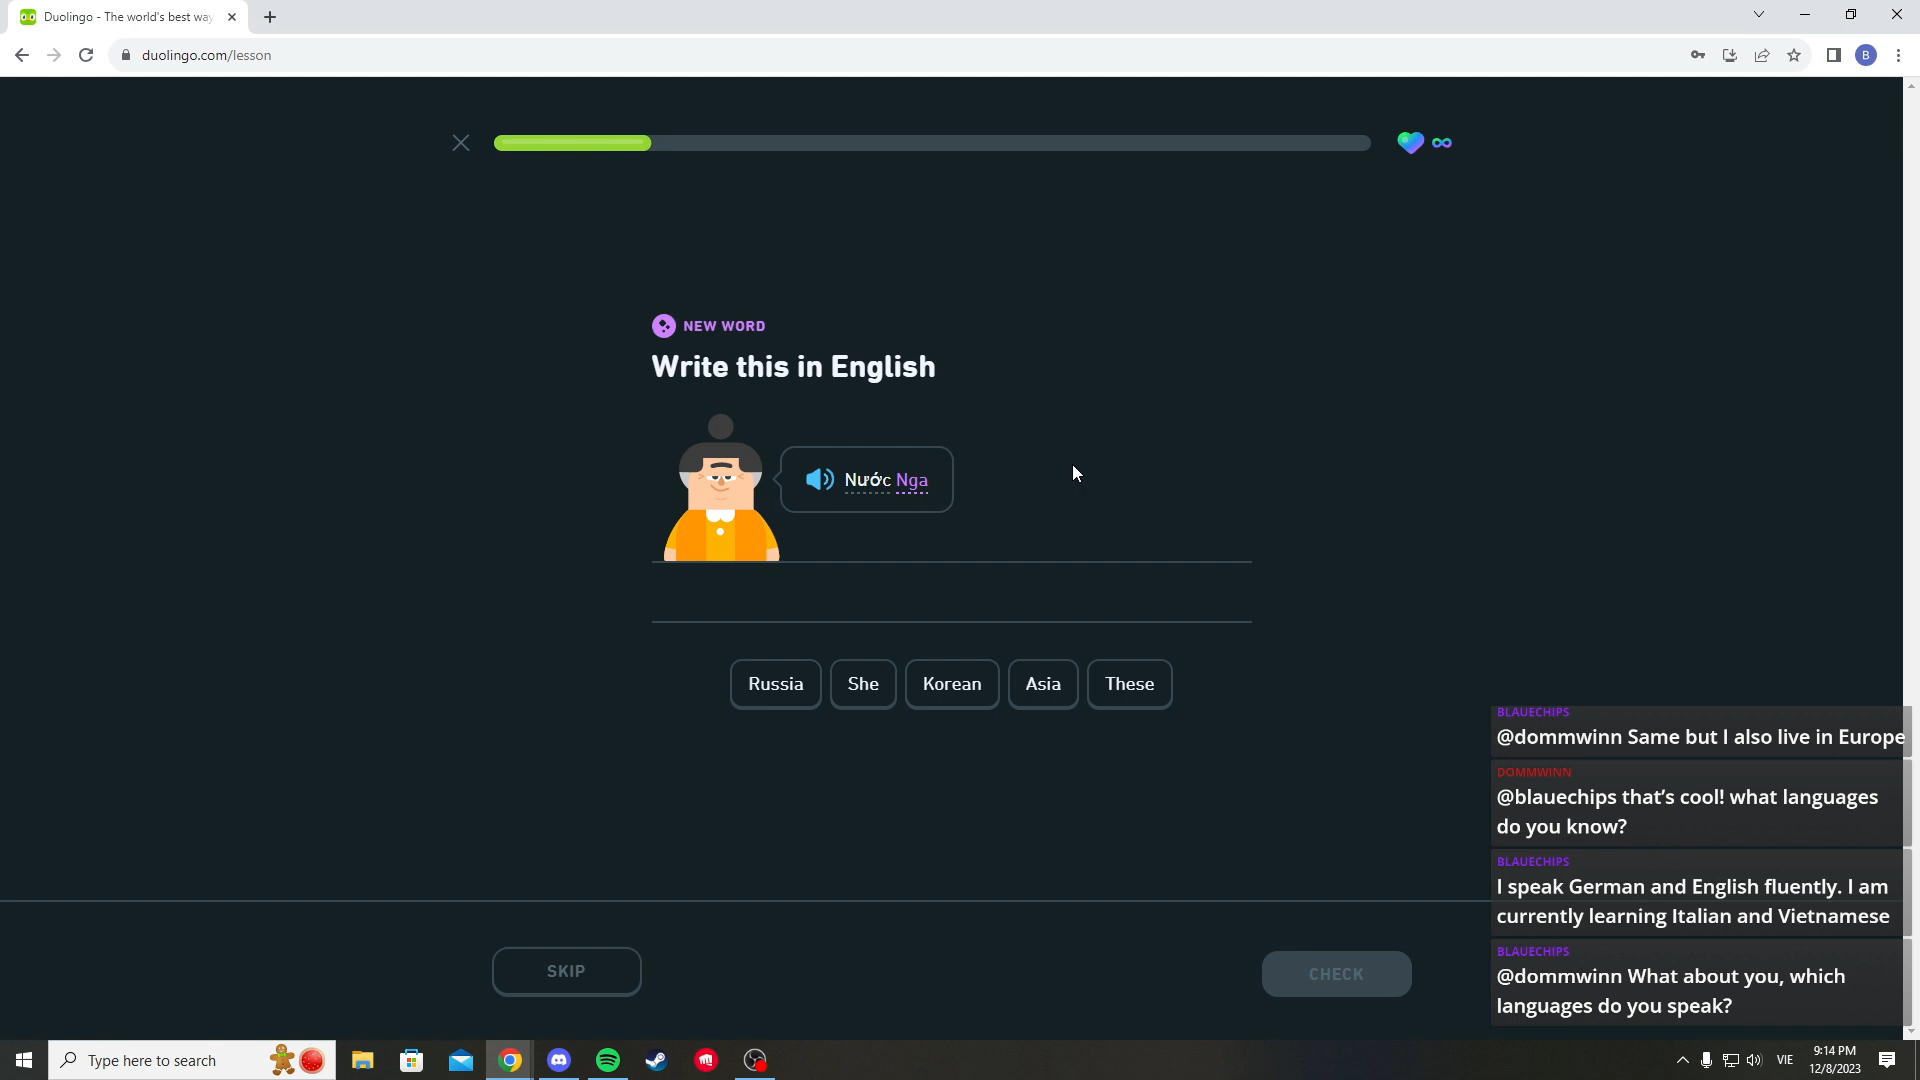 Duolingo - The world's best way
duolingo.com/lesson
B
NEW WORD
Write this in English
Nước Nga
Russia
She
Korean
Asia
These
SKIP
CHECK
BLAUECHIPS
@dommwinn Same but I also live in Europe
DOMMWINN
@blauechips that’s cool! what languages
do you know?
BLAUECHIPS
I speak German and English fluently. I am
currently learning Italian and Vietnamese
BLAUECHIPS
@dommwinn What about you, which
languages do you speak?
Type here to search
VIE
9:14 PM
12/8/2023